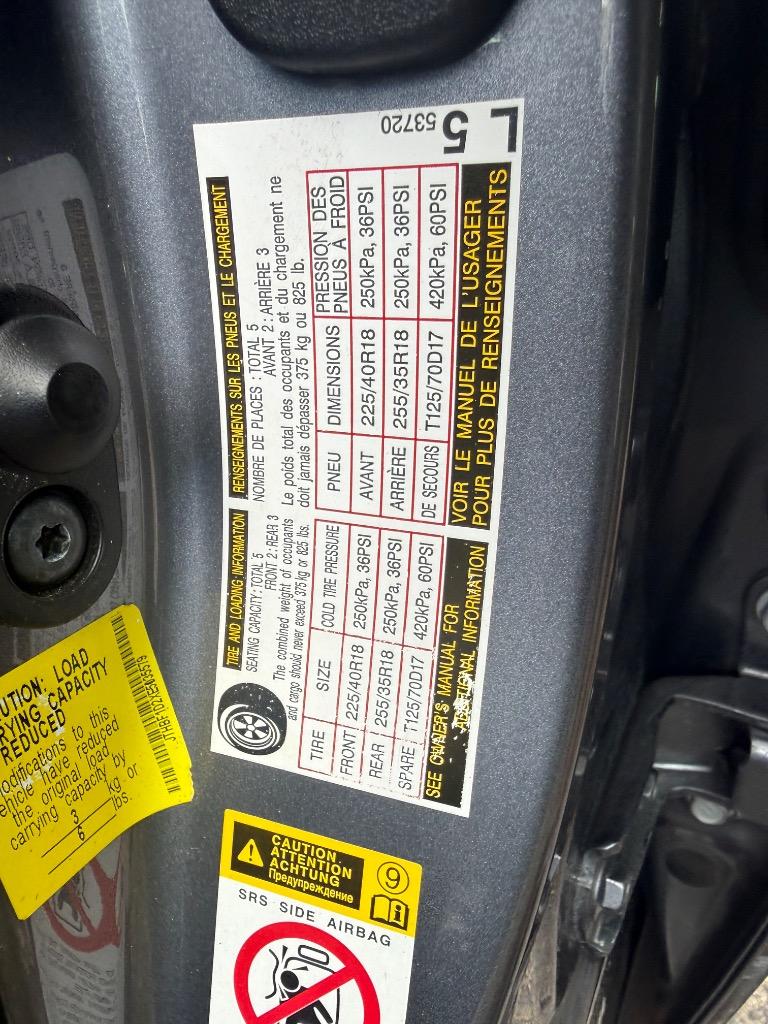 TIRE AND LOADING INFORMATION
SEATING CAPACITY: TOTAL 5
FRONT 2: REAR 3
The combined weight of occupants
and cargo should never exceed 375 kg or 825 lbs.
TIRE SIZE COLD TIRE PRESSURE
FRONT 225/40R18 250kPa, 36PSI
REAR 255/35R18 250kPa, 36PSI
SPARE T125/70D17 420kPa, 60PSI
SEE OWNER'S MANUAL FOR
ADDITIONAL INFORMATION
RENSEIGNEMENTS SUR LES PNEUS ET LE CHARGEMENT
NOMBRE DE PLACES : TOTAL 5
AVANT 2 : ARRIÈRE 3
Le poids total des occupants et du chargement ne
doit jamais dépasser 375 kg ou 825 lb.
PNEU DIMENSIONS PRESSION DES
PNEUS À FROID
AVANT 225/40R18 250kPa, 36PSI
ARRIÈRE 255/35R18 250kPa, 36PSI
DE SECOURS T125/70D17 420kPa, 60PSI
VOIR LE MANUEL DE L'USAGER
POUR PLUS DE RENSEIGNEMENTS
53720
L5
UTION: LOAD
RYING CAPACITY
REDUCED
odifications to this
ehicle have reduced
the original load
carrying capacity by
3 kg or
6 lbs.
CAUTION
ATTENTION
ACHTUNG
Предупреждение
9
SRS SIDE AIRBAG